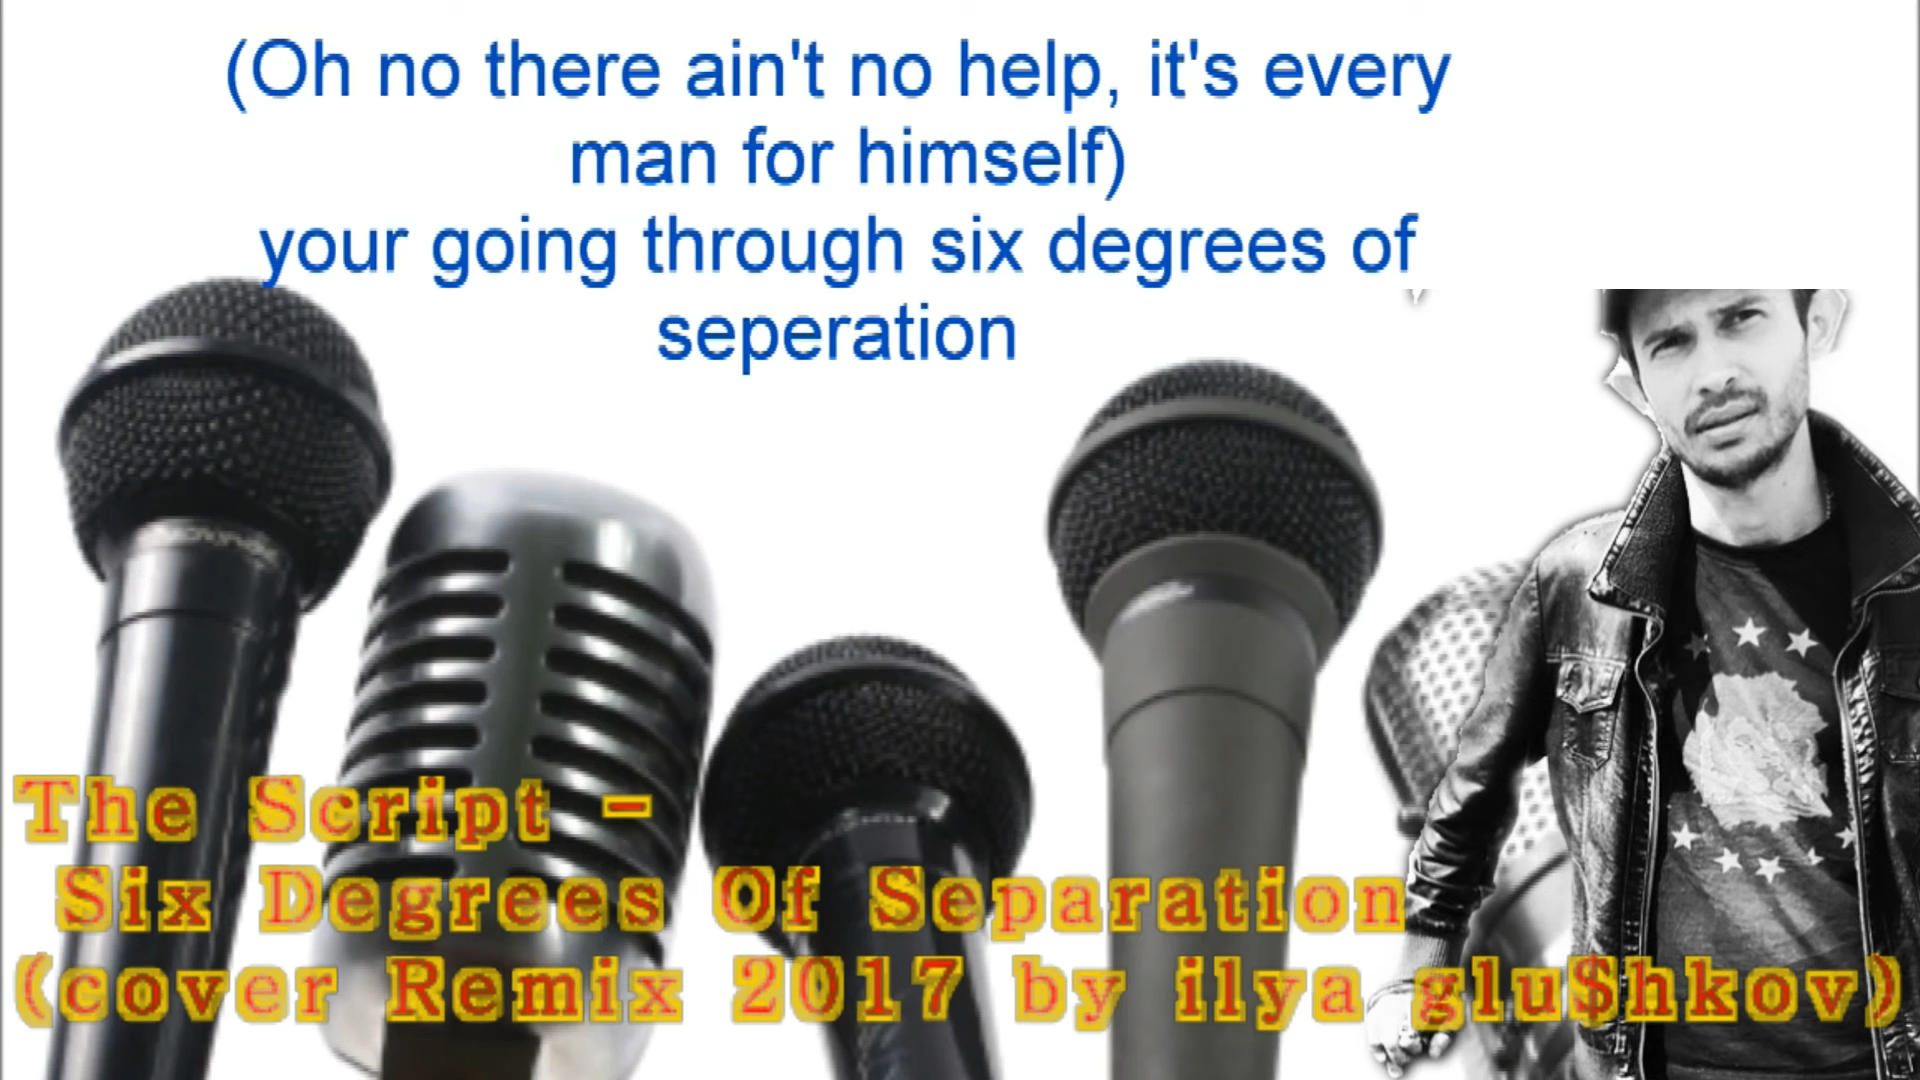 (Oh no there ain't no help, it's every
man for himself)
your going through six degrees of
seperation
The Script -
Six Degrees Of Separation
(cover Remix 2017 by ilya glu$hkov)